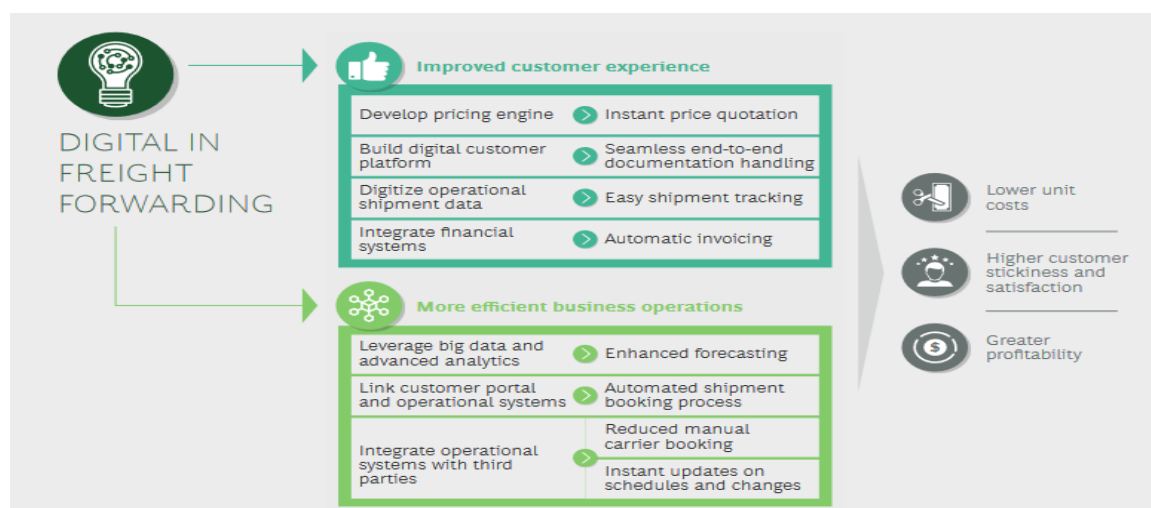 DIGITAL IN
FREIGHT
FORWARDING
Improved customer experience
Develop pricing engine
Instant price quotation
Build digital customer
platform
Seamless end-to-end
documentation handling
Digitize operational
shipment data
Easy shipment tracking
Integrate financial
systems
Automatic invoicing
More efficient business operations
Leverage big data and
advanced analytics
Enhanced forecasting
Link customer portal
and operational systems
Automated shipment
booking process
Integrate operational
systems with third
parties
Reduced manual
carrier booking
Instant updates on
schedules and changes
Lower unit
costs
Higher customer
stickiness and
satisfaction
$
Greater
profitability